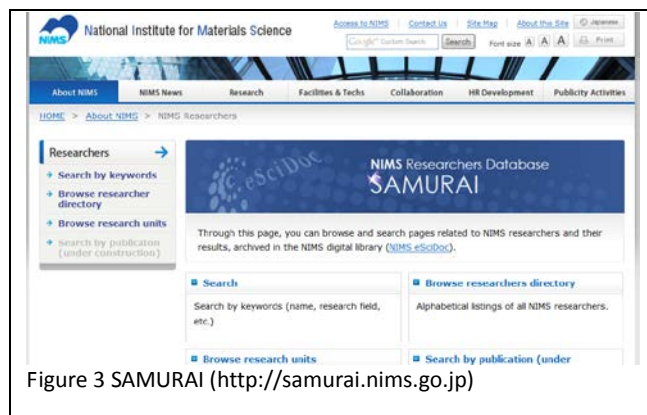 NIMS
National Institute for Materials Science
Access to NIMS | Contact Us | Site Map | About this Site
Japanese
Google™ Custom Search
Search
Font size A A A
Print
About NIMS
NIMS News
Research
Facilities & Techs
Collaboration
HR Development
Publicity Activities
HOME > About NIMS > NIMS Researchers
Researchers
Search by keywords
Browse researcher
directory
Browse research units
Search by publicaton
(under construction)
eSciDoc
NIMS Researchers Database
SAMURAI
Through this page, you can browse and search pages related to NIMS researchers and their
results, archived in the NIMS digital library (NIMS eSciDoc).
Search
Search by keywords (name, research field,
etc.)
Browse researchers directory
Alphabetical listings of all NIMS researchers.
Browse research units
Search by publication (under
Figure 3 SAMURAI (http://samurai.nims.go.jp)